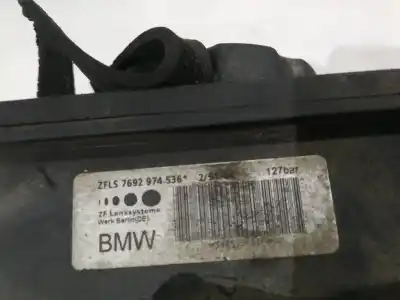 ZFLS 7692 974 536* 127bar
ZF Lenksysteme
Werk Berlin(DE)
BMW